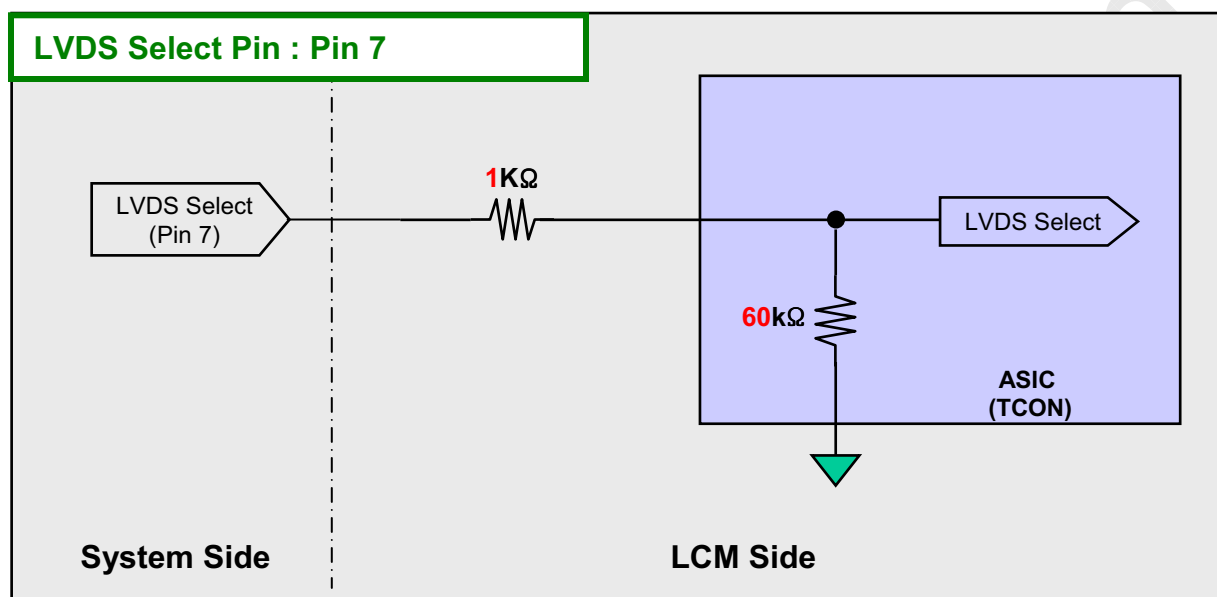 LVDS Select Pin : Pin 7
1KΩ
LVDS Select
(Pin 7)
LVDS Select
60kΩ
ASIC
(TCON)
System Side
LCM Side